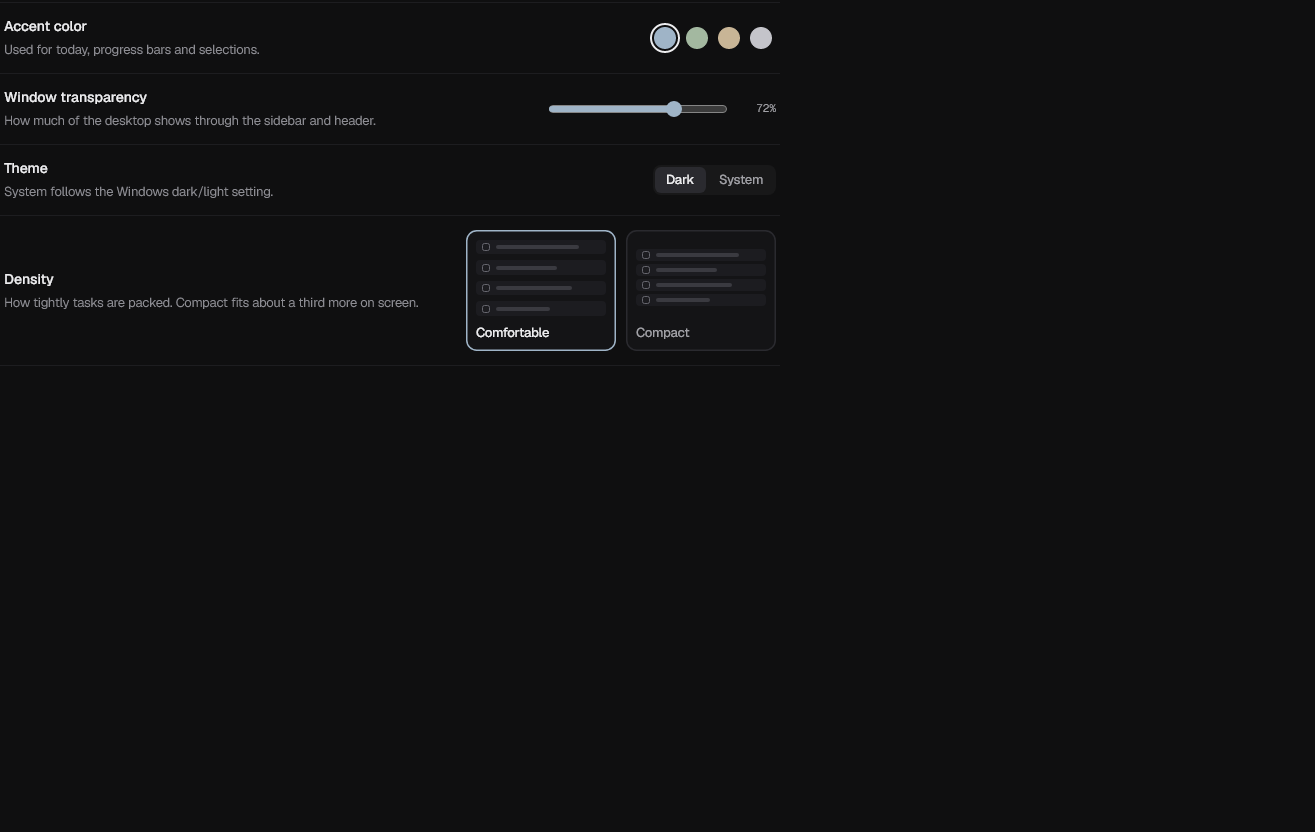 Accent color
Used for today, progress bars and selections.
Window transparency
How much of the desktop shows through the sidebar and header.
72%
Theme
System follows the Windows dark/light setting.
Dark
System
Density
How tightly tasks are packed. Compact fits about a third more on screen.
Comfortable
Compact